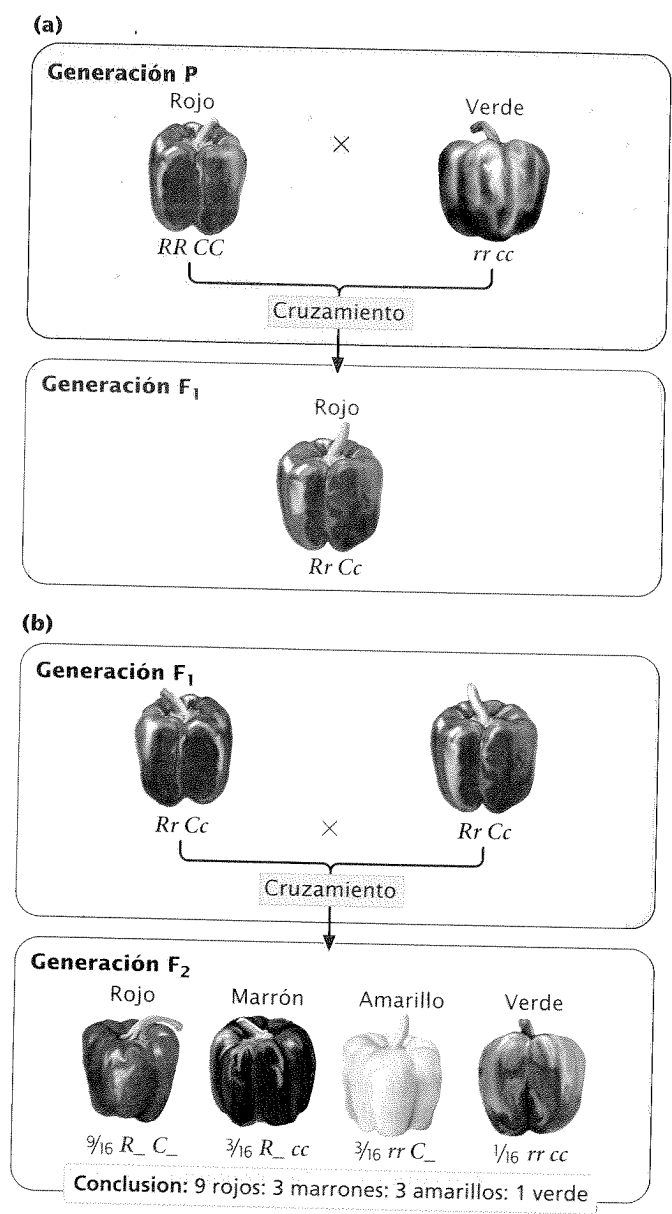 (a)
Generación P
Rojo
Verde
×
RR CC
rr cc
Cruzamiento
Generación F1
Rojo
Rr Cc
(b)
Generación F1
Rr Cc
×
Rr Cc
Cruzamiento
Generación F2
Rojo Marrón Amarillo Verde
9/16 R_ C_ 3/16 R_ cc 3/16 rr C_ 1/16 rr cc
Conclusion: 9 rojos: 3 marrones: 3 amarillos: 1 verde